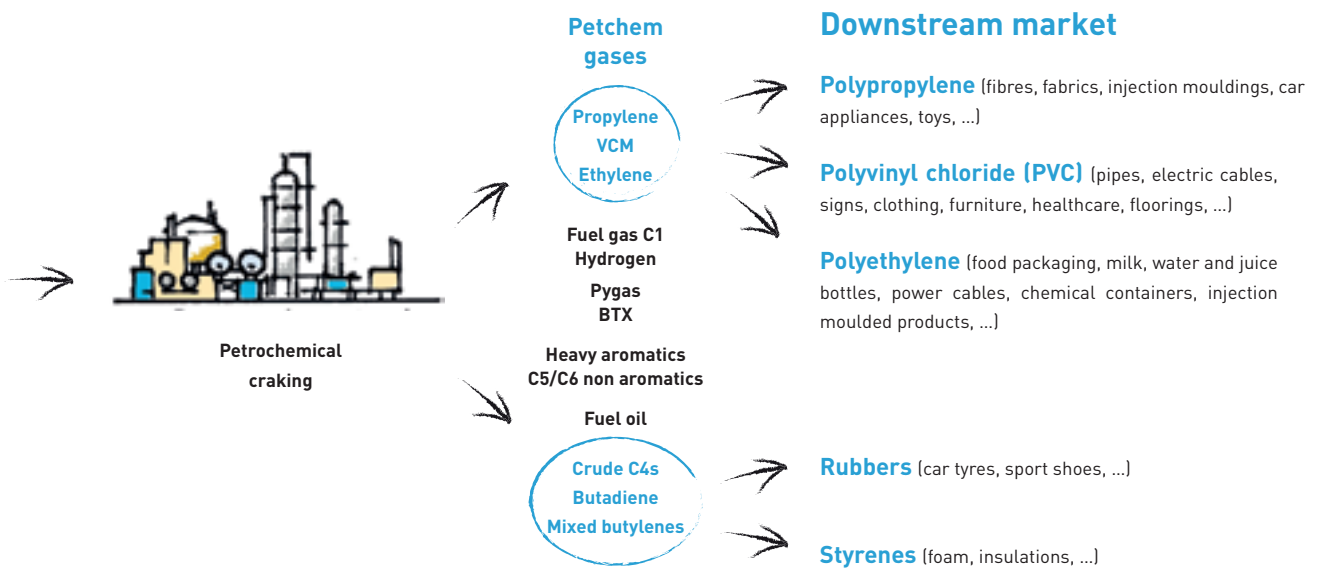 Petrochemical
craking
Petchem
gases
Propylene
VCM
Ethylene
Fuel gas C1
Hydrogen
Pygas
BTX
Heavy aromatics
C5/C6 non aromatics
Fuel oil
Crude C4s
Butadiene
Mixed butylenes
Downstream market
Polypropylene (fibres, fabrics, injection mouldings, car
appliances, toys, ...)
Polyvinyl chloride (PVC) (pipes, electric cables,
signs, clothing, furniture, healthcare, floorings, ...)
Polyethylene (food packaging, milk, water and juice
bottles, power cables, chemical containers, injection
moulded products, ...)
Rubbers (car tyres, sport shoes, ...)
Styrenes (foam, insulations, ...)